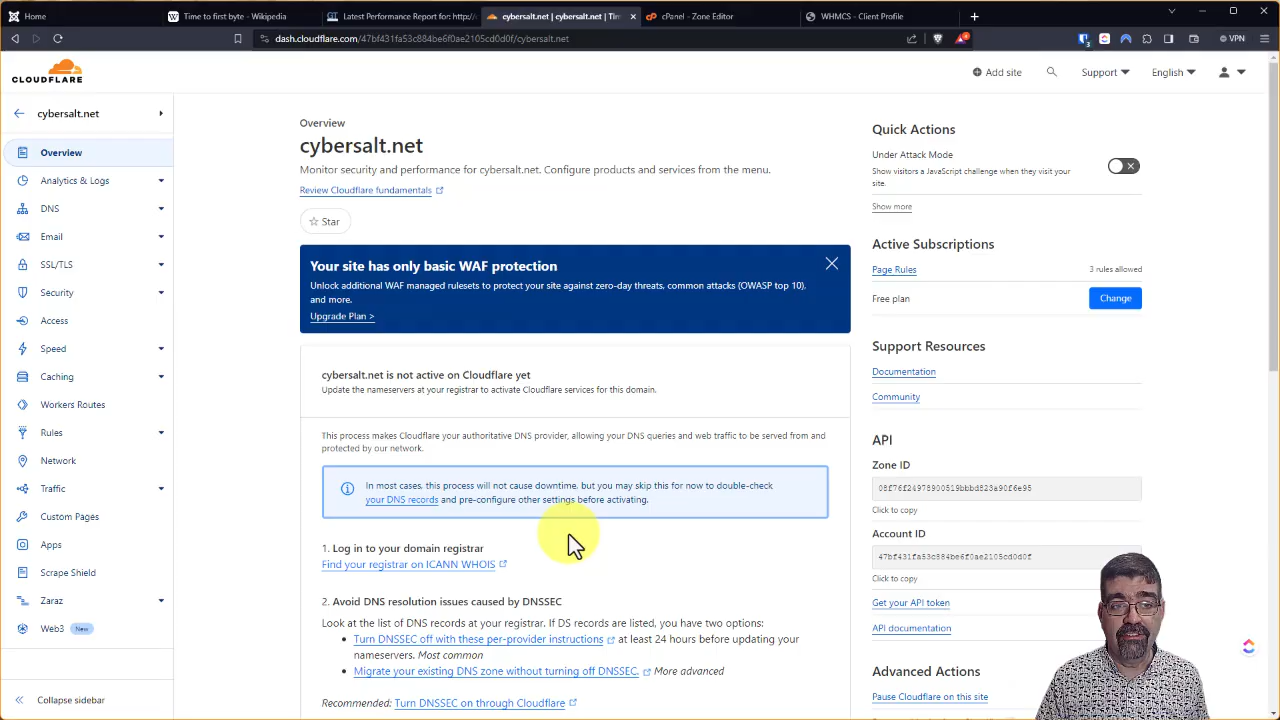 Home
Time to first byte - Wikipedia
Latest Performance Report for: http:/
cybersalt.net | cybersalt.net | Tim
cPanel - Zone Editor
WHMCS - Client Profile
dash.cloudflare.com/47bf431fa53c884be6f0ae2105cd0d0f/cybersalt.net
VPN
CLOUDFLARE
Add site
Support
English
cybersalt.net
Overview
Analytics & Logs
DNS
Email
SSL/TLS
Security
Access
Speed
Caching
Workers Routes
Rules
Network
Traffic
Custom Pages
Apps
Scrape Shield
Zaraz
Web3 New
Collapse sidebar
Overview
cybersalt.net
Monitor security and performance for cybersalt.net. Configure products and services from the menu.
Review Cloudflare fundamentals
Star
Your site has only basic WAF protection
Unlock additional WAF managed rulesets to protect your site against zero-day threats, common attacks (OWASP top 10),
and more.
Upgrade Plan >
cybersalt.net is not active on Cloudflare yet
Update the nameservers at your registrar to activate Cloudflare services for this domain.
This process makes Cloudflare your authoritative DNS provider, allowing your DNS queries and web traffic to be served from and
protected by our network.
In most cases, this process will not cause downtime, but you may skip this for now to double-check
your DNS records and pre-configure other settings before activating.
1. Log in to your domain registrar
Find your registrar on ICANN WHOIS
2. Avoid DNS resolution issues caused by DNSSEC
Look at the list of DNS records at your registrar. If DS records are listed, you have two options:
• Turn DNSSEC off with these per-provider instructions at least 24 hours before updating your
nameservers. Most common
• Migrate your existing DNS zone without turning off DNSSEC. More advanced
Recommended: Turn DNSSEC on through Cloudflare
Quick Actions
Under Attack Mode
Show visitors a JavaScript challenge when they visit your
site.
Show more
Active Subscriptions
Page Rules 3 rules allowed
Free plan Change
Support Resources
Documentation
Community
API
Zone ID
08f76f24978900519bbbd823a90f6e95
Click to copy
Account ID
47bf431fa53c884be6f0ae2105cd0d0f
Click to copy
Get your API token
API documentation
Advanced Actions
Pause Cloudflare on this site